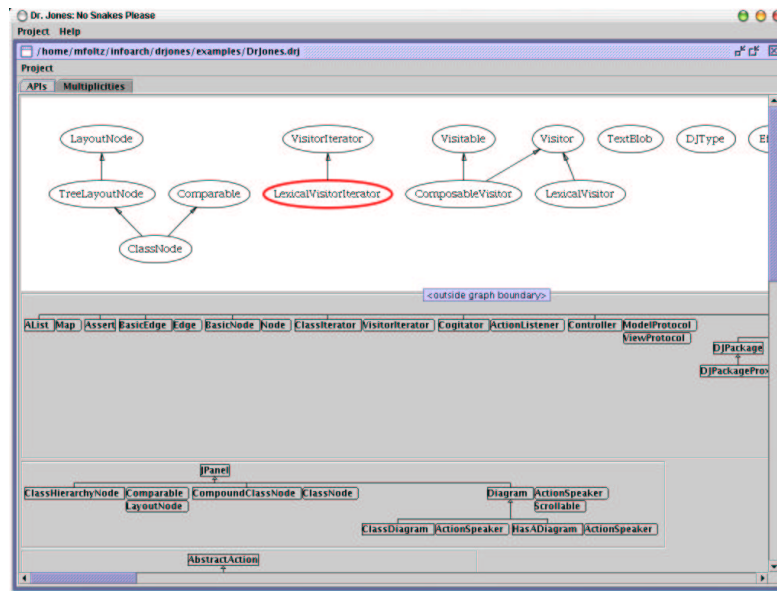 Dr. Jones: No Snakes Please
Project Help
/home/mfoltz/infoarch/drjones/examples/DrJones.drj
Project
APIs Multiplicities
LayoutNode VisitorIterator Visitable Visitor TextBlob DJType
TreeLayoutNode Comparable LexicalVisitorIterator ComposableVisitor LexicalVisitor
ClassNode
<outside graph boundary>
AList Map Assert BasicEdge Edge BasicNode Node ClassIterator VisitorIterator Cogitator ActionListener Controller ModelProtocol
ViewProtocol
DJPackage
DJPackageProx
JPanel
ClassHierarchyNode Comparable CompoundClassNode ClassNode Diagram ActionSpeaker
LayoutNode Scrollable
ClassDiagram ActionSpeaker HasADiagram ActionSpeaker
AbstractAction